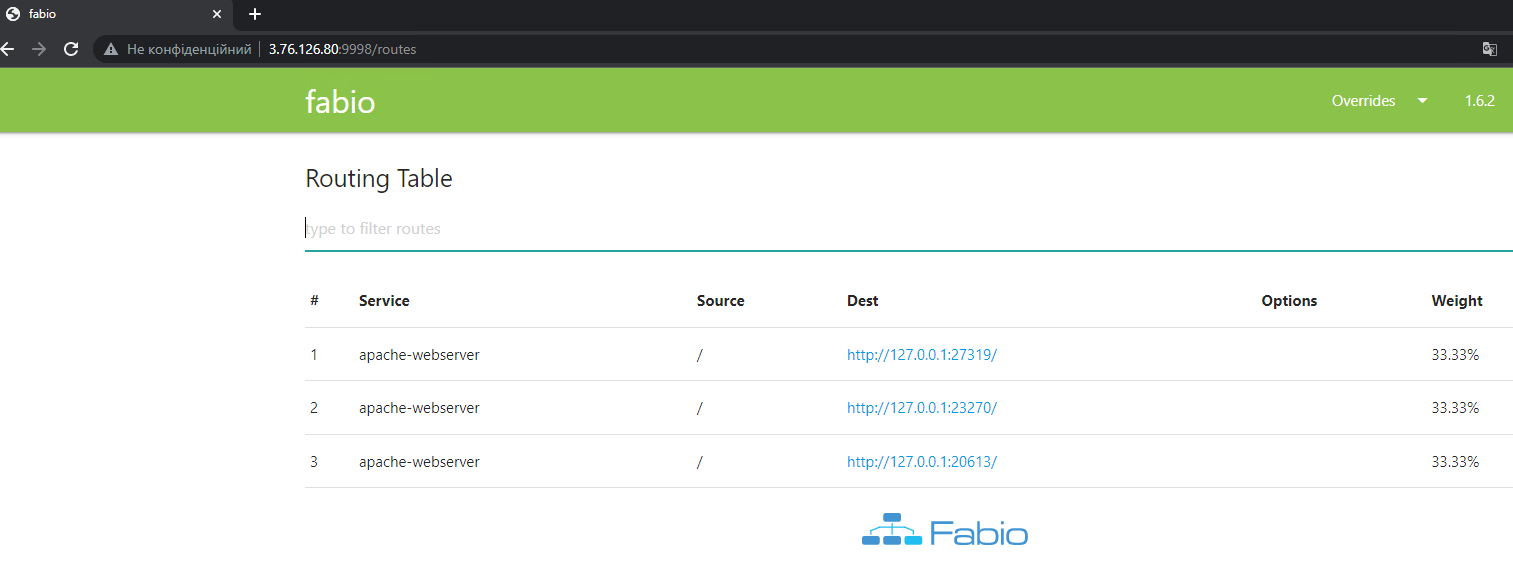 fabio
Не конфіденційний 3.76.126.80:9998/routes
fabio Overrides 1.6.2
Routing Table
type to filter routes
# Service Source Dest Options Weight
1 apache-webserver / http://127.0.0.1:27319/ 33.33%
2 apache-webserver / http://127.0.0.1:23270/ 33.33%
3 apache-webserver / http://127.0.0.1:20613/ 33.33%
Fabio